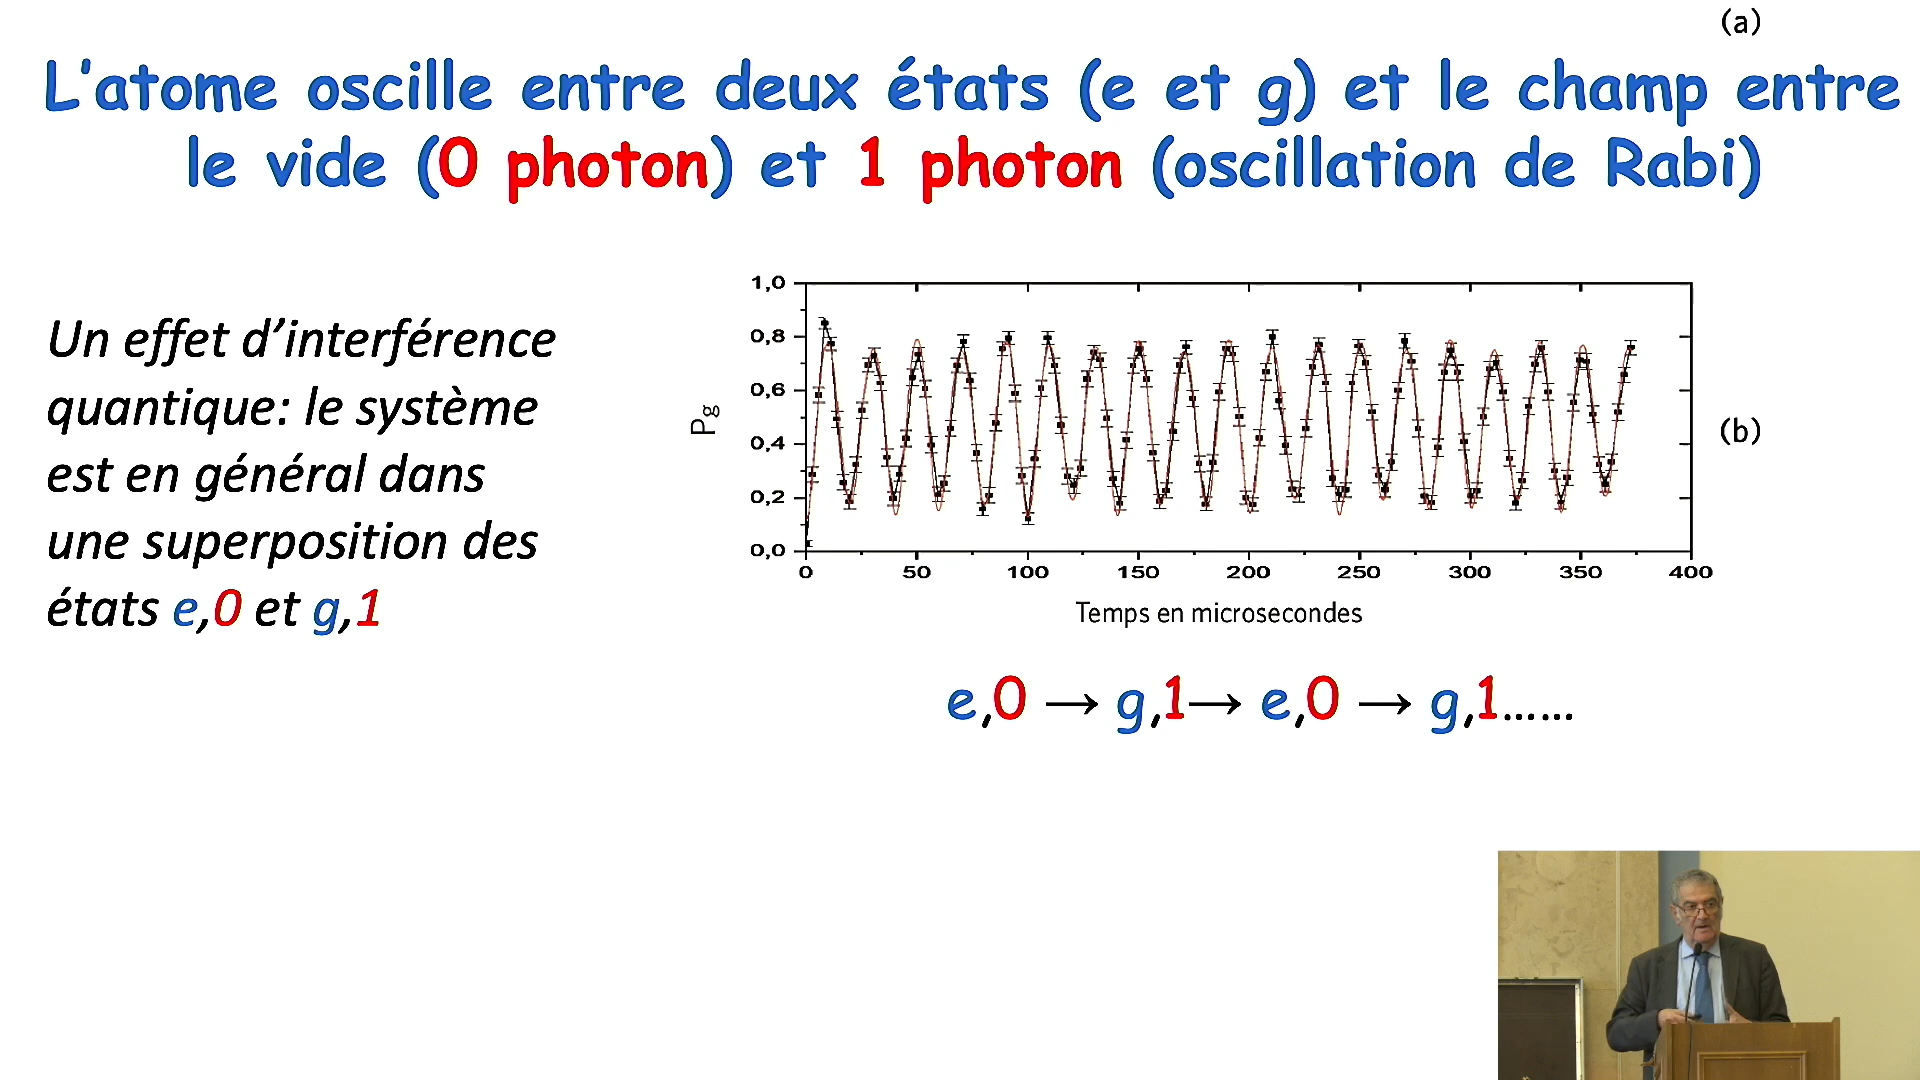 (a)
L'atome oscille entre deux états (e et g) et le champ entre
le vide (0 photon) et 1 photon (oscillation de Rabi)
Un effet d'interférence
quantique: le système
est en général dans
une superposition des
états e,0 et g,1
1,0
0,8
0,6
0,4
0,2
0,0
Pg
(b)
0 50 100 150 200 250 300 350 400
Temps en microsecondes
e,0 → g,1→ e,0 → g,1......